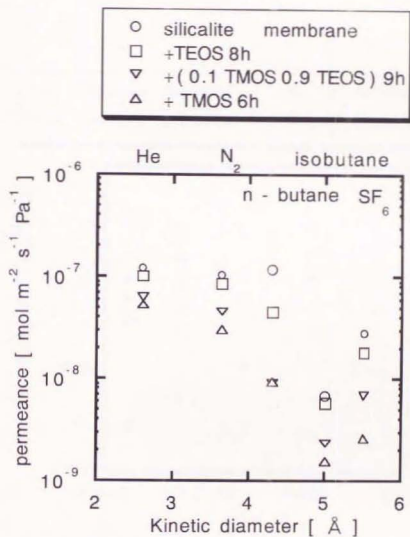 ○ silicalite membrane
□ +TEOS 8h
▽ +( 0.1 TMOS 0.9 TEOS ) 9h
△ + TMOS 6h
He N₂ isobutane
n - butane SF₆
10⁻⁶
10⁻⁷
10⁻⁸
10⁻⁹
permeance [ mol m⁻² s⁻¹ Pa⁻¹ ]
2 3 4 5 6
Kinetic diameter [ Å ]